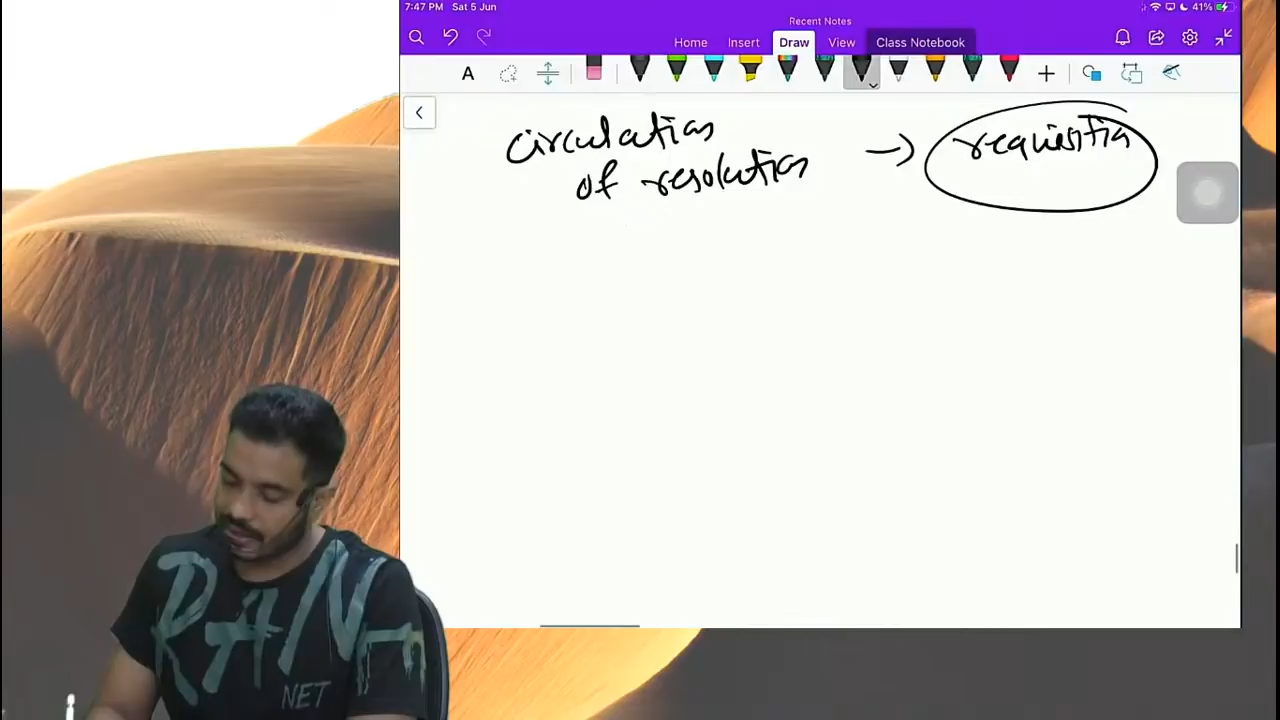 7:47 PM Sat 5 Jun
41%
Recent Notes
Home Insert Draw View Class Notebook
A
circulation → requisition
of resolution
RANA
NET